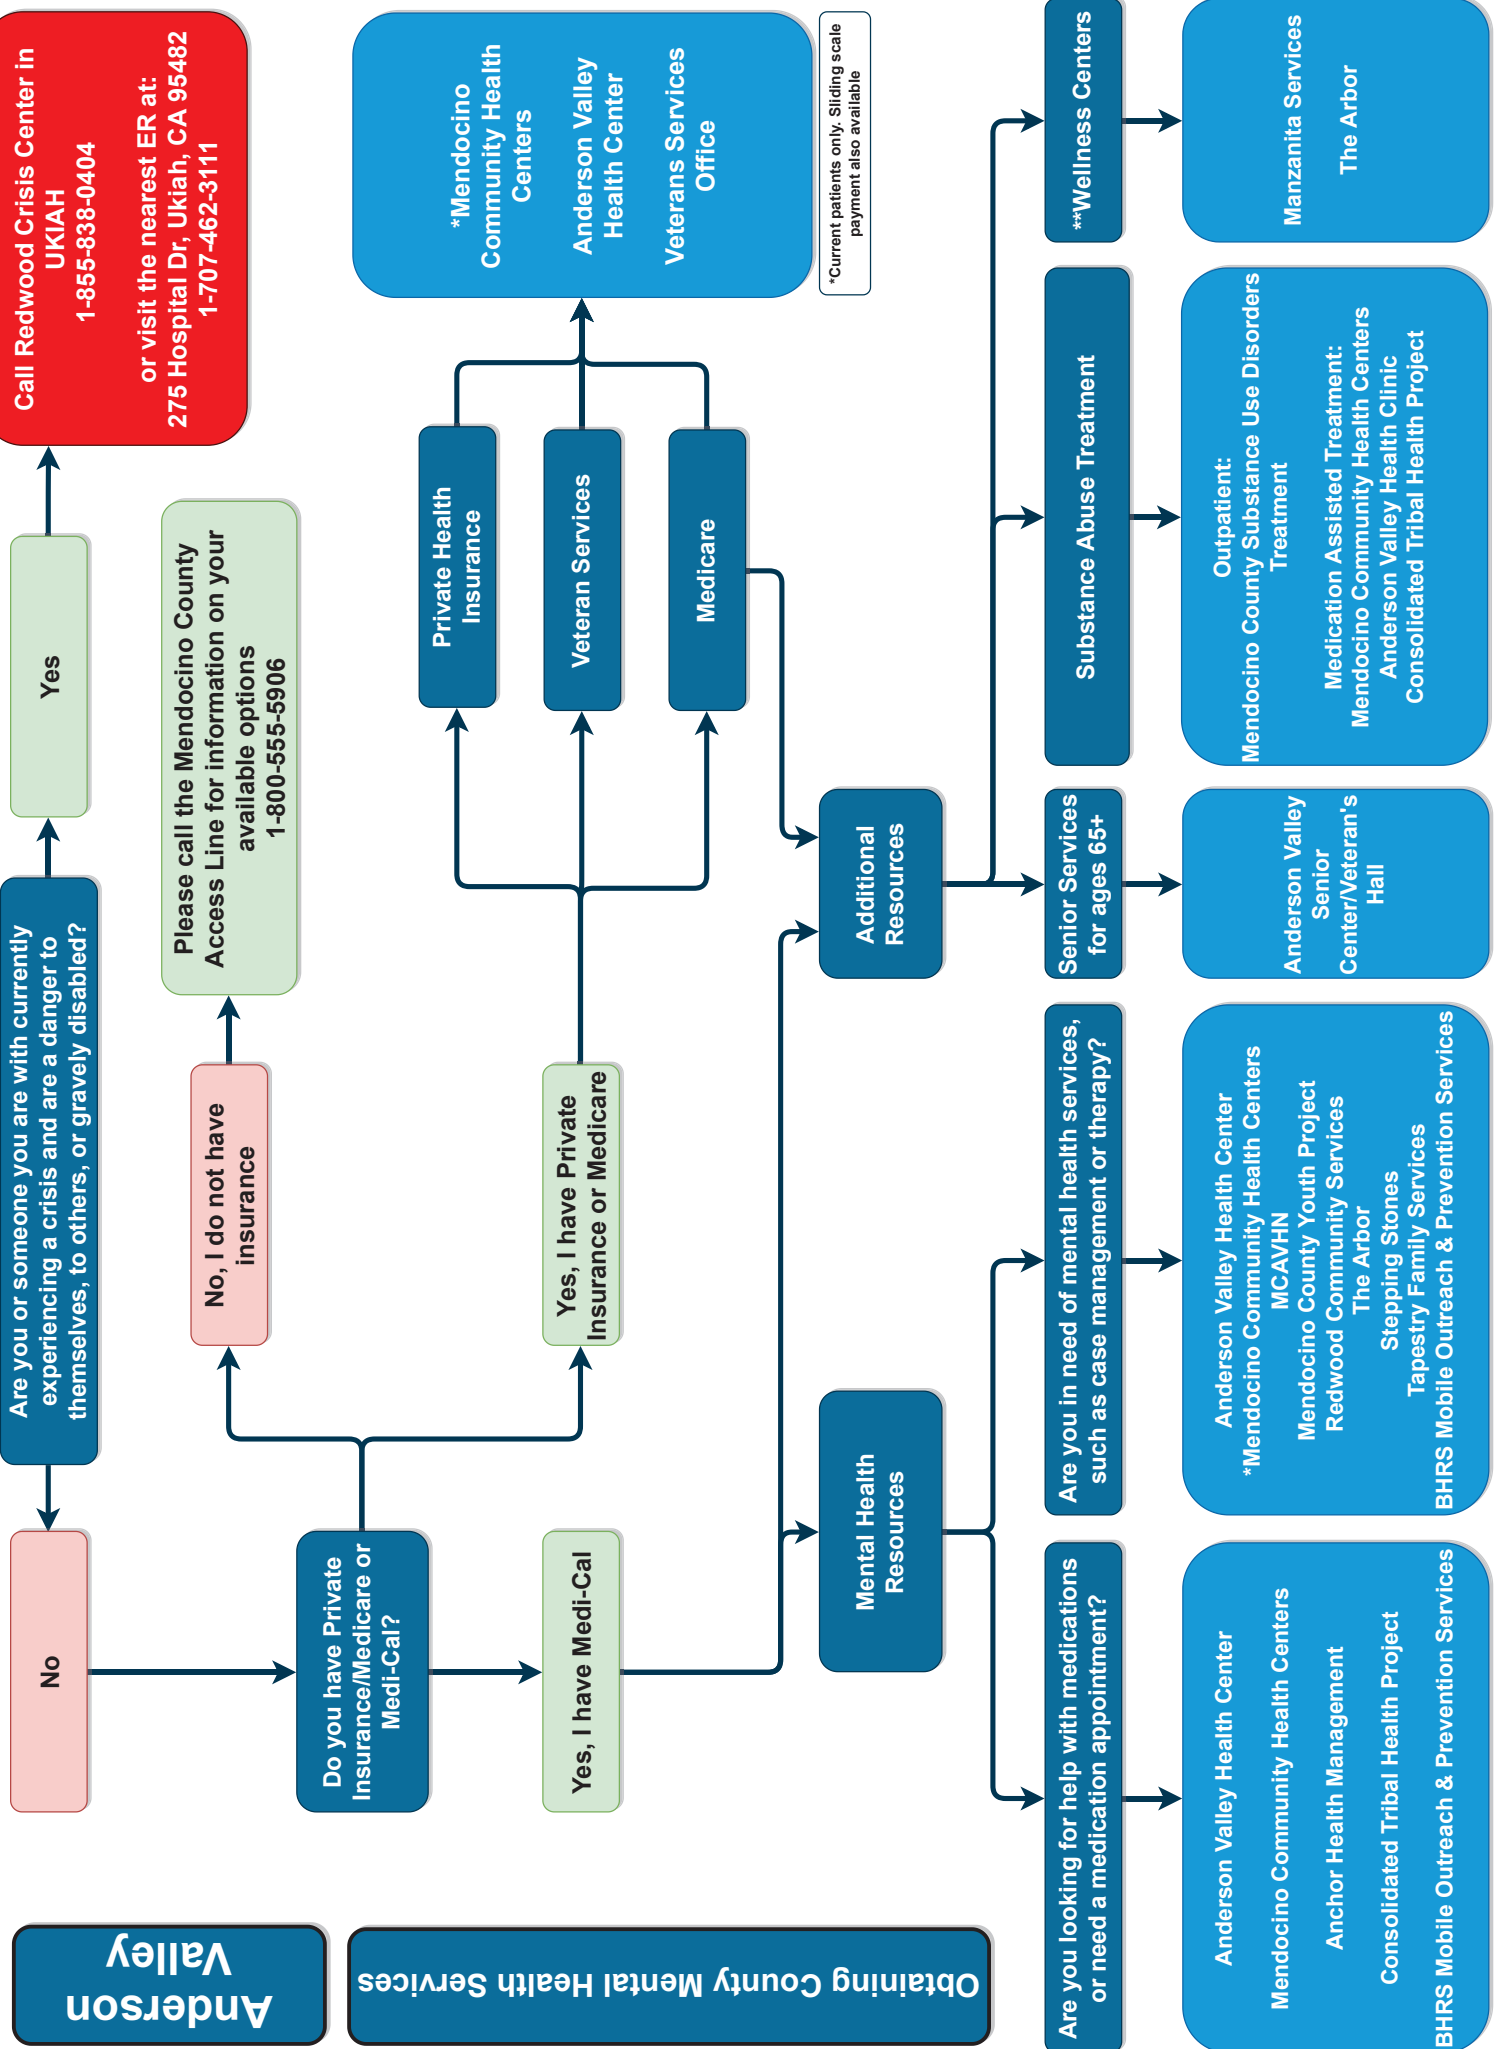 Anderson
Valley
Obtaining County Mental Health Services
Are you or someone you are with currently
experiencing a crisis and are a danger to
themselves, to others, or gravely disabled?
No
Yes
Call Redwood Crisis Center in
UKIAH
1-855-838-0404
or visit the nearest ER at:
275 Hospital Dr, Ukiah, CA 95482
1-707-462-3111
Do you have Private
Insurance/Medicare or
Medi-Cal?
No, I do not have
insurance
Please call the Mendocino County
Access Line for information on your
available options
1-800-555-5906
Yes, I have Medi-Cal
Yes, I have Private
Insurance or Medicare
Private Health
Insurance
Veteran Services
Medicare
*Mendocino
Community Health
Centers
Anderson Valley
Health Center
Veterans Services
Office
*Current patients only. Sliding scale
payment also available
Mental Health
Resources
Additional
Resources
Are you looking for help with medications
or need a medication appointment?
Are you in need of mental health services,
such as case management or therapy?
Senior Services
for ages 65+
Substance Abuse Treatment
**Wellness Centers
Anderson Valley Health Center
Mendocino Community Health Centers
Anchor Health Management
Consolidated Tribal Health Project
BHRS Mobile Outreach & Prevention Services
Anderson Valley Health Center
*Mendocino Community Health Centers
MCAVHN
Mendocino County Youth Project
Redwood Community Services
The Arbor
Stepping Stones
Tapestry Family Services
BHRS Mobile Outreach & Prevention Services
Anderson Valley
Senior
Center/Veteran's
Hall
Outpatient:
Mendocino County Substance Use Disorders
Treatment
Medication Assisted Treatment:
Mendocino Community Health Centers
Anderson Valley Health Clinic
Consolidated Tribal Health Project
Manzanita Services
The Arbor